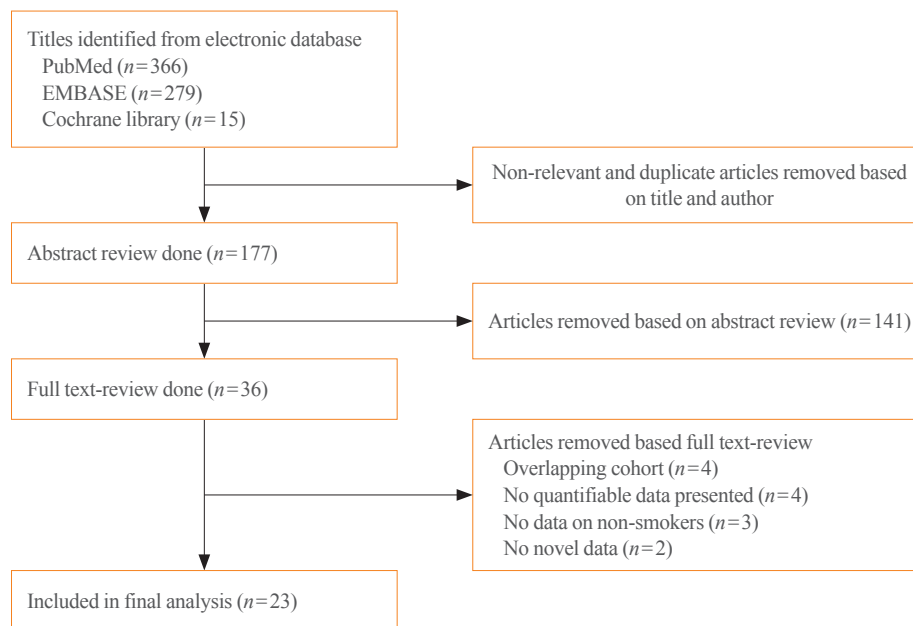 Titles identified from electronic database
PubMed (n=366)
EMBASE (n=279)
Cochrane library (n=15)
Non-relevant and duplicate articles removed based
on title and author
Abstract review done (n=177)
Articles removed based on abstract review (n=141)
Full text-review done (n=36)
Articles removed based full text-review
Overlapping cohort (n=4)
No quantifiable data presented (n=4)
No data on non-smokers (n=3)
No novel data (n=2)
Included in final analysis (n=23)